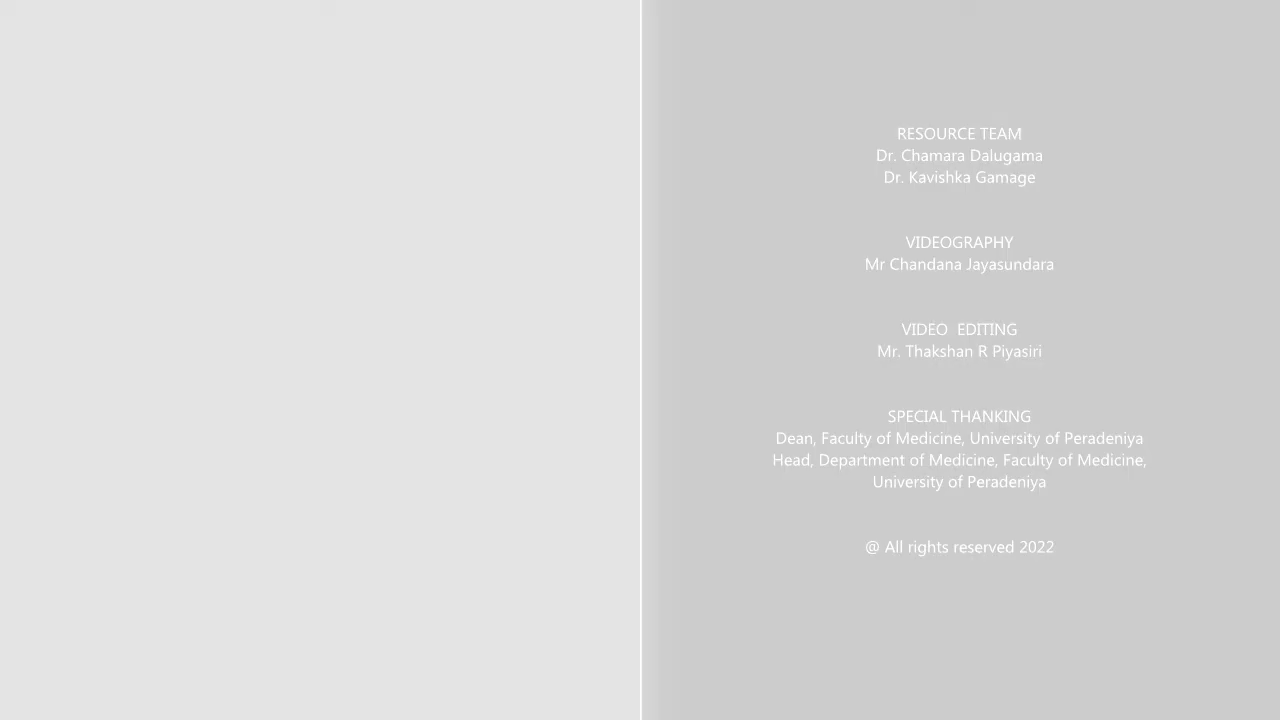 RESOURCE TEAM
Dr. Chamara Dalugama
Dr. Kavishka Gamage
VIDEOGRAPHY
Mr Chandana Jayasundara
VIDEO  EDITING
Mr. Thakshan R Piyasiri
SPECIAL THANKING
Dean, Faculty of Medicine, University of Peradeniya
Head, Department of Medicine, Faculty of Medicine,
University of Peradeniya
@ All rights reserved 2022